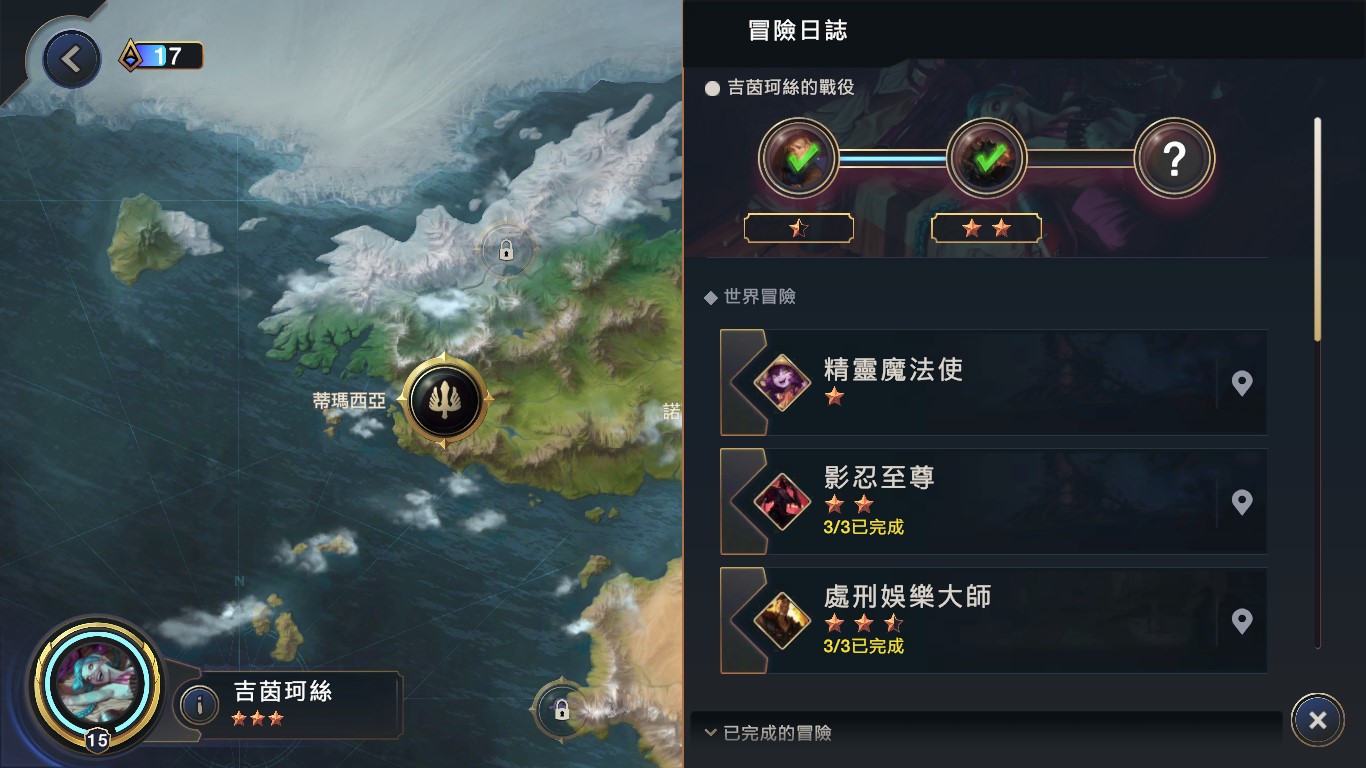 17
蒂瑪西亞
諾
N
吉茵珂絲
15
冒險日誌
吉茵珂絲的戰役
?
世界冒險
精靈魔法使
影忍至尊
3/3已完成
處刑娛樂大師
3/3已完成
已完成的冒險